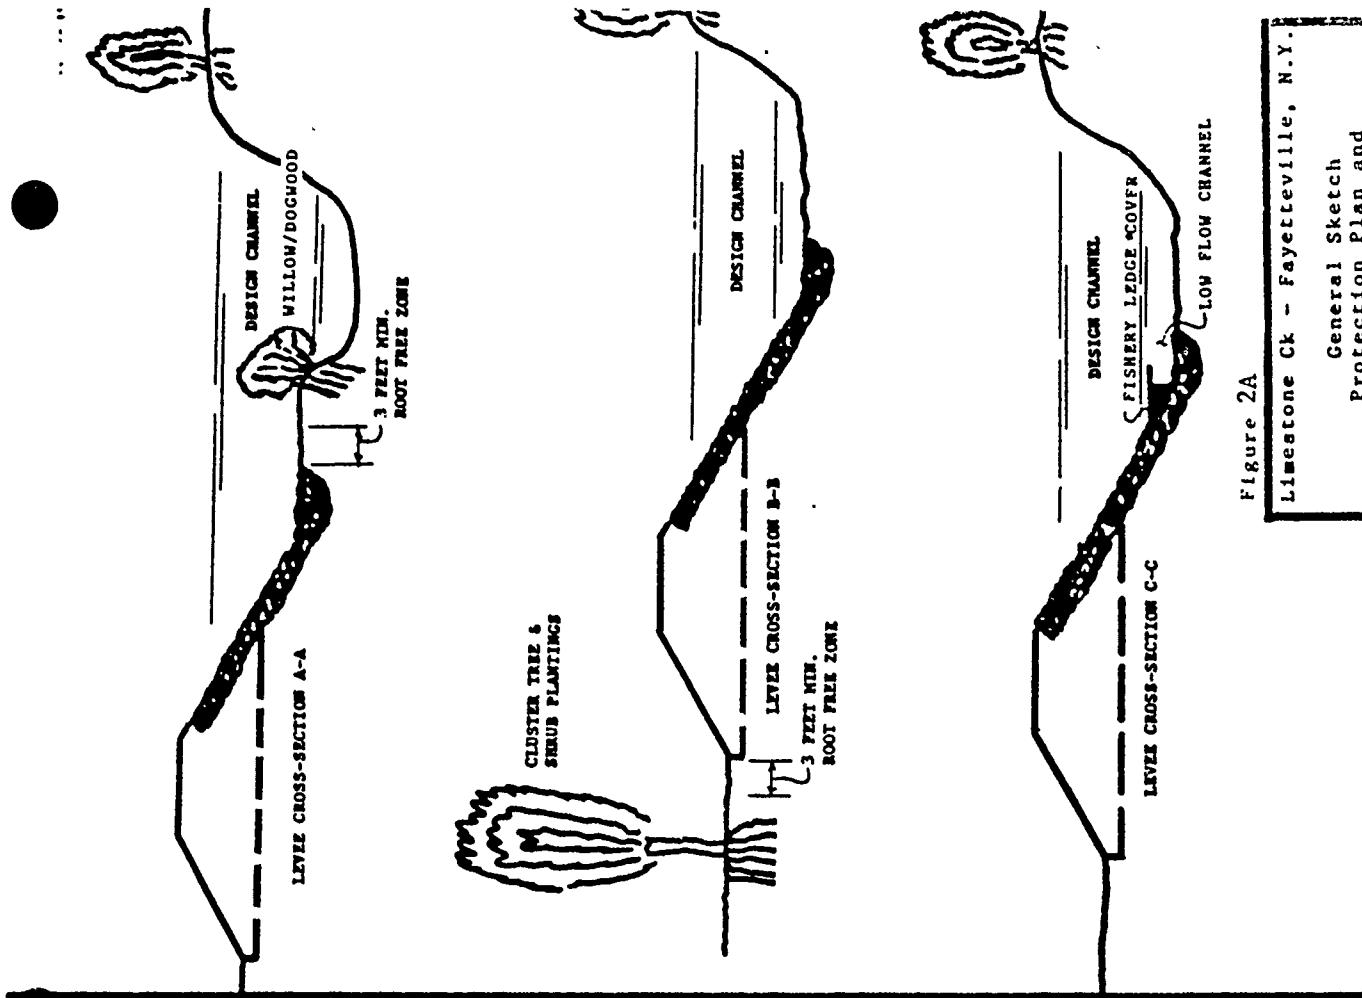 DESIGN CHANNEL
WILLOW/DOGWOOD
3 FEET MIN.
ROOT FREE ZONE
LEVEE CROSS-SECTION A-A
CLUSTER TREE &
SHRUB PLANTINGS
DESIGN CHANNEL
LEVEE CROSS-SECTION B-B
3 FEET MIN.
ROOT FREE ZONE
DESIGN CHANNEL
FISHERY LEDGE COVER
LOW FLOW CHANNEL
LEVEE CROSS-SECTION C-C
Figure 2A
Limestone Ck - Fayetteville, N.Y.
General Sketch
Protection Plan and